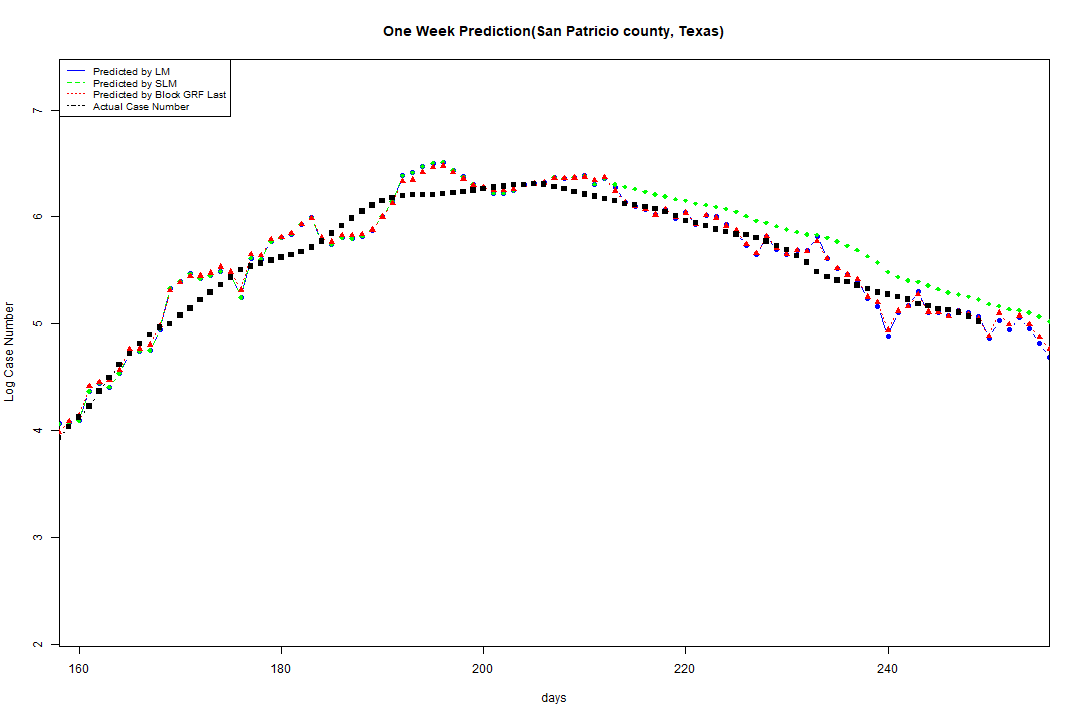 One Week Prediction(San Patricio county, Texas)
Predicted by LM
Predicted by SLM
Predicted by Block GRF Last
Actual Case Number
7
6
5
4
3
2
Log Case Number
160 180 200 220 240
days